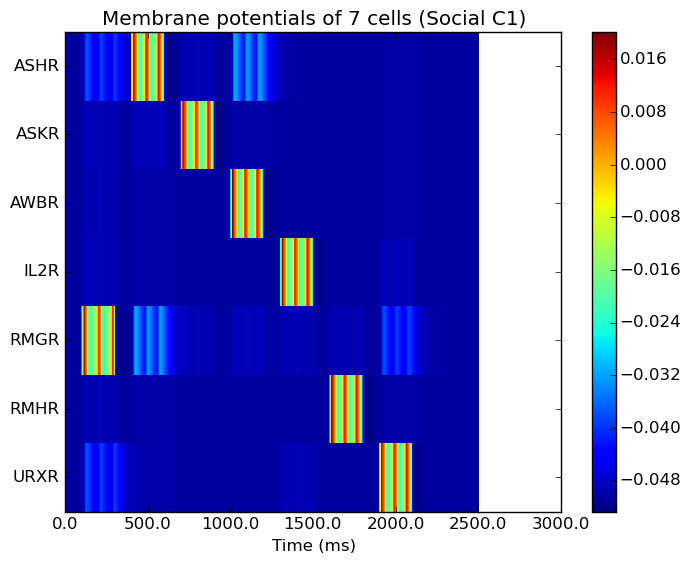 Membrane potentials of 7 cells (Social C1)
ASHR
ASKR
AWBR
IL2R
RMGR
RMHR
URXR
0.0 500.0 1000.0 1500.0 2000.0 2500.0 3000.0
Time (ms)
0.016
0.008
0.000
−0.008
−0.016
−0.024
−0.032
−0.040
−0.048